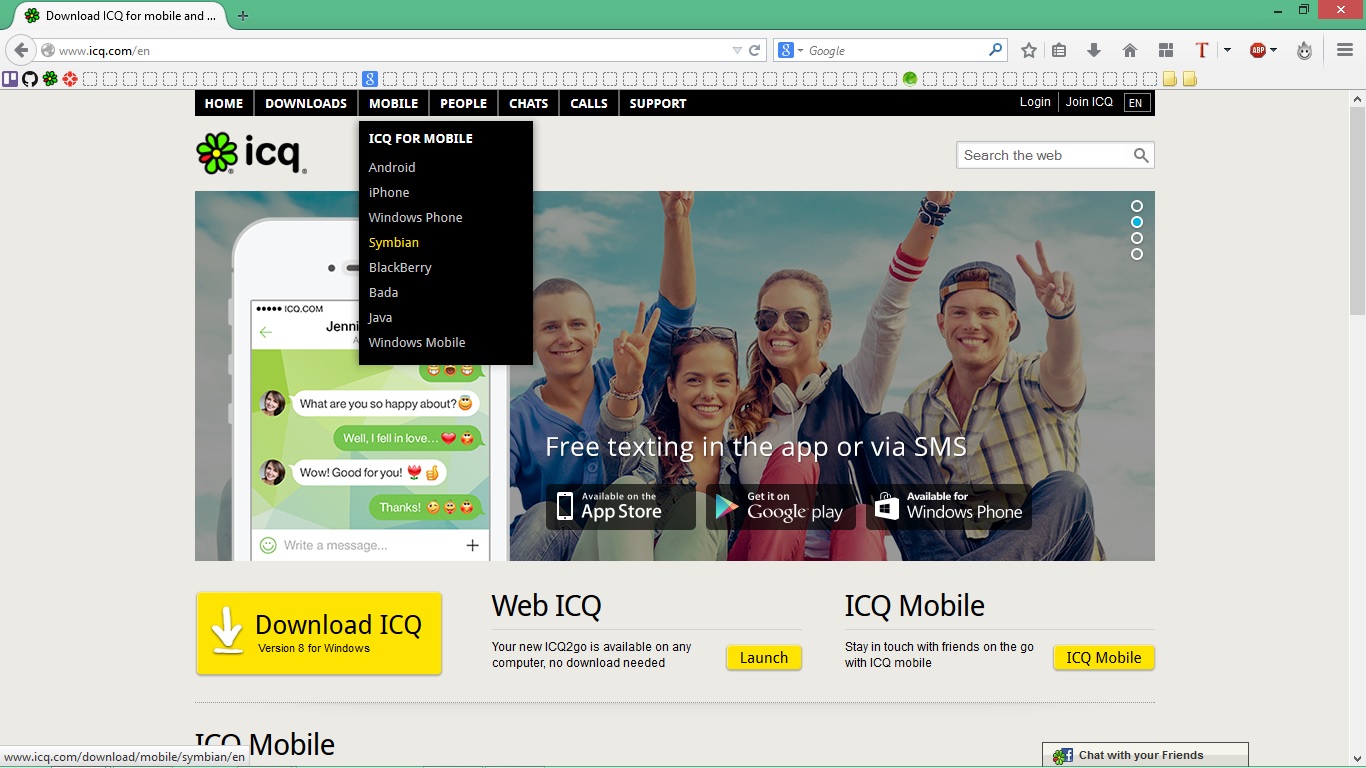 Download ICQ for mobile and ...
www.icq.com/en
Google
HOME DOWNLOADS MOBILE PEOPLE CHATS CALLS SUPPORT
Login Join ICQ EN
icq
Search the web
ICQ FOR MOBILE
Android
iPhone
Windows Phone
Symbian
BlackBerry
Bada
Java
Windows Mobile
ICQ.COM
Jenni
What are you so happy about?
Well, I fell in love...
Wow! Good for you!
Thanks!
Write a message...
Free texting in the app or via SMS
Available on the
App Store
Get it on
Google play
Available for
Windows Phone
Download ICQ
Version 8 for Windows
Web ICQ
Your new ICQ2go is available on any
computer, no download needed
Launch
ICQ Mobile
Stay in touch with friends on the go
with ICQ mobile
ICQ Mobile
ICQ Mobile
www.icq.com/download/mobile/symbian/en
Chat with your Friends